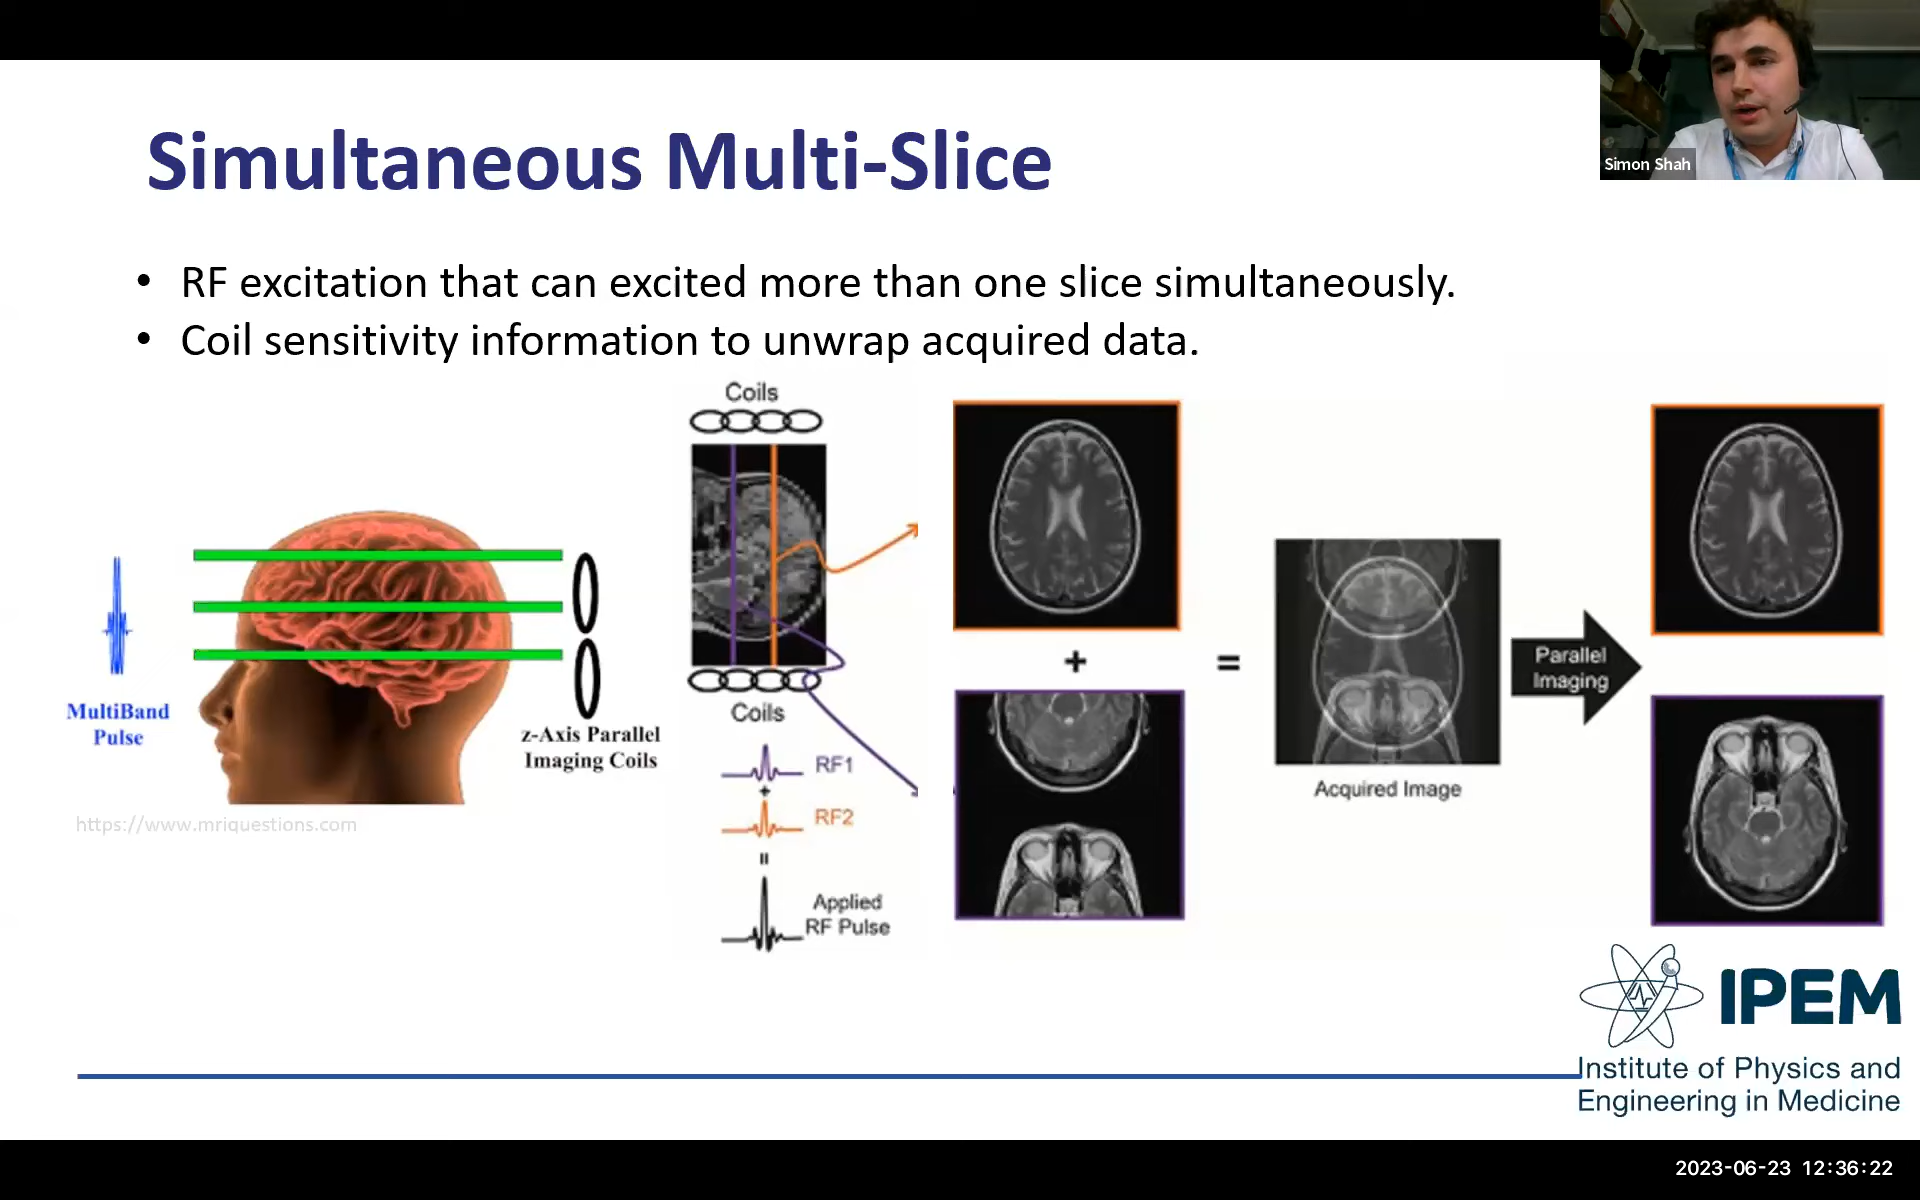 Simon Shah
Simultaneous Multi-Slice
• RF excitation that can excited more than one slice simultaneously.
• Coil sensitivity information to unwrap acquired data.
MultiBand
Pulse
z-Axis Parallel
Imaging Coils
https://www.mriquestions.com
Coils
Coils
RF1
+
RF2
=
Applied
RF Pulse
+
=
Acquired Image
Parallel
Imaging
IPEM
Institute of Physics and
Engineering in Medicine
2023-06-23 12:36:22